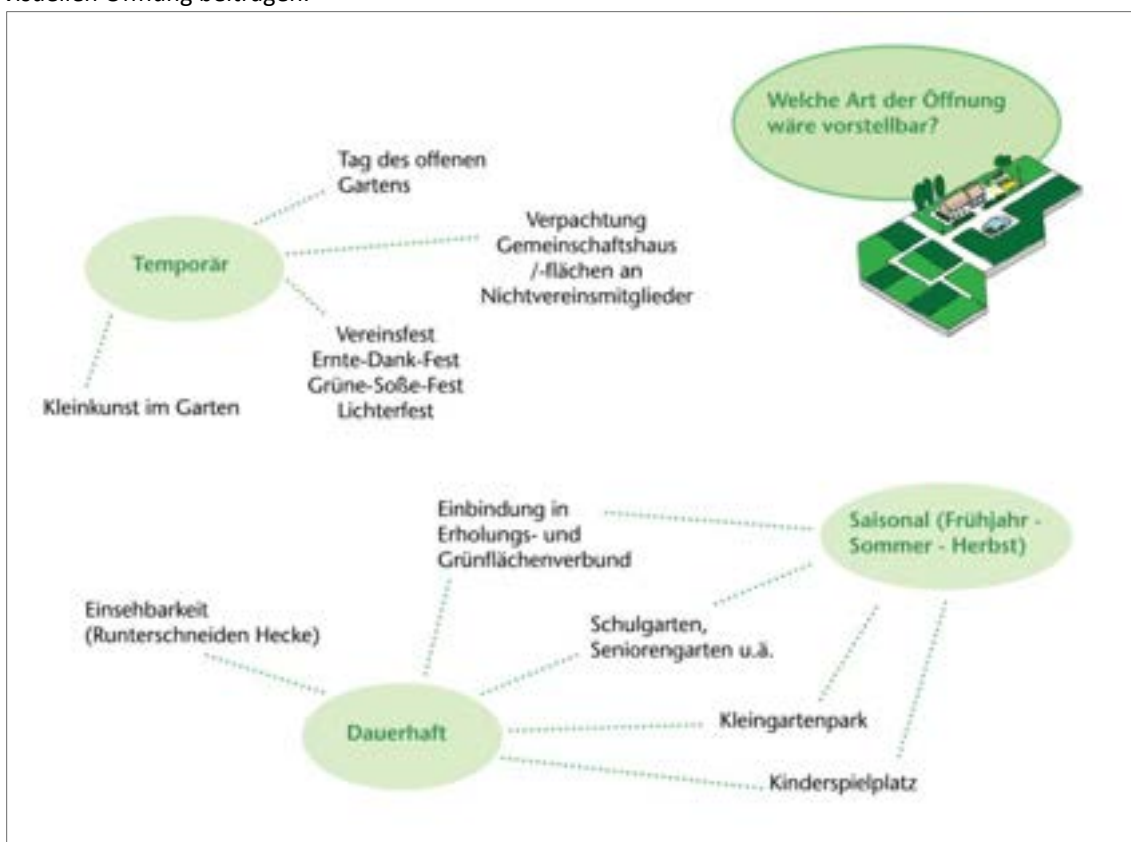 Welche Art der Öffnung
wäre vorstellbar?
Tag des offenen
Gartens
Temporär
Verpachtung
Gemeinschaftshaus
/-flächen an
Nichtvereinsmitglieder
Vereinsfest
Ernte-Dank-Fest
Grüne-Soße-Fest
Lichterfest
Kleinkunst im Garten
Einbindung in
Erholungs- und
Grünflächenverbund
Saisonal (Frühjahr -
Sommer - Herbst)
Einsehbarkeit
(Runterschneiden Hecke)
Schulgarten,
Seniorengarten u.ä.
Dauerhaft
Kleingartenpark
Kinderspielplatz